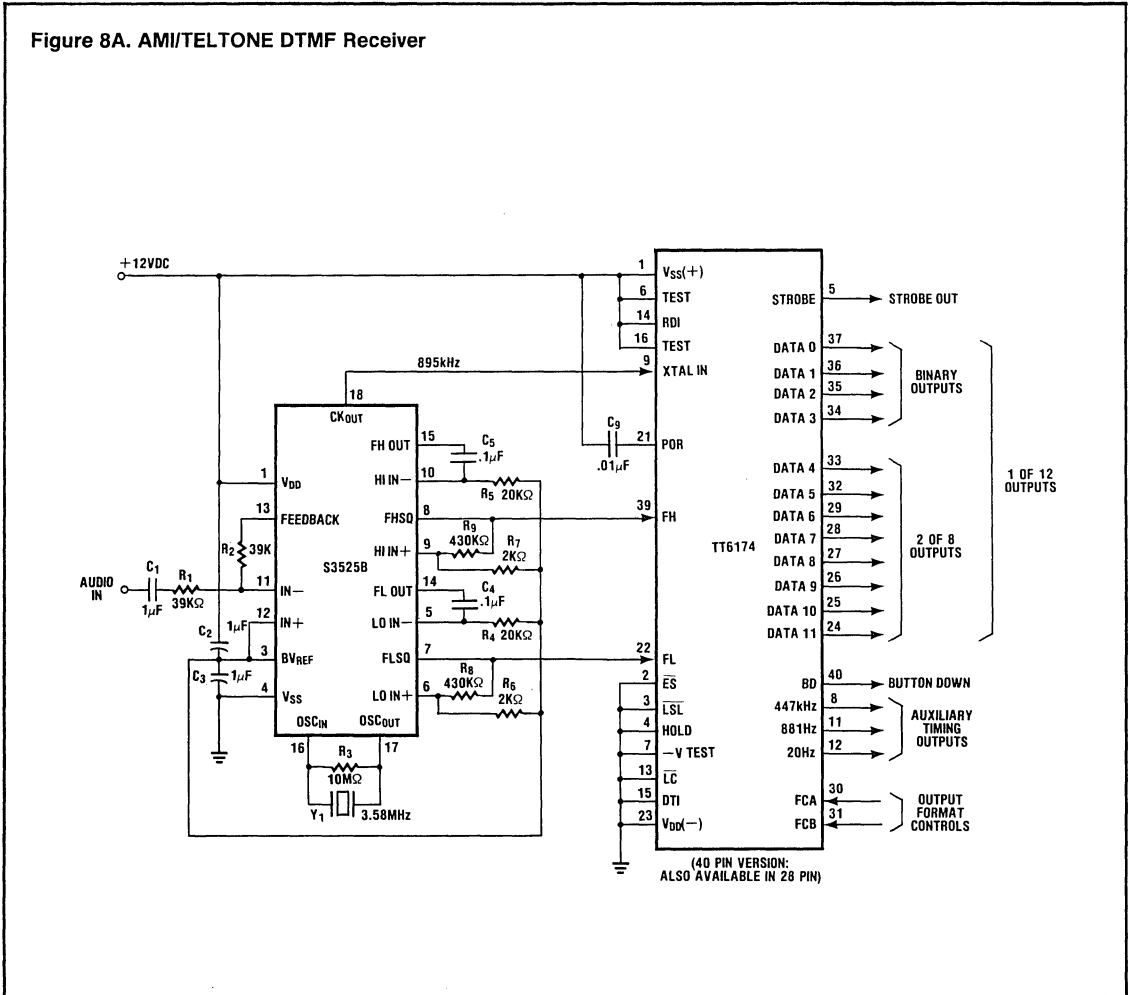 Figure 8A. AMI/TELTONE DTMF Receiver
+12VDC
895kHz
18
CKOUT
1
VDD
13
FEEDBACK
R2
39K
S3525B
AUDIO
IN
C1
1µF
R1
39KΩ
11
IN−
12
IN+
C2
1µF
3
BVREF
C3
1µF
4
VSS
OSCIN
OSCOUT
16
17
R3
10MΩ
Y1
3.58MHz
FH OUT
15
C5
.1µF
HI IN−
10
R5 20KΩ
FHSQ
8
R9
430KΩ
R7
2KΩ
HI IN+
9
FL OUT
14
C4
.1µF
LO IN−
5
R4 20KΩ
FLSQ
7
R8
430KΩ
R6
2KΩ
LO IN+
6
C9
.01µF
1
VSS(+)
6
TEST
14
RDI
16
TEST
9
XTAL IN
21
POR
39
FH
TT6174
22
FL
2
E̅S̅
3
L̅S̅L̅
4
HOLD
7
−V TEST
13
L̅C̅
15
DTI
23
VDD(−)
STROBE
5
STROBE OUT
DATA 0
37
DATA 1
36
DATA 2
35
DATA 3
34
BINARY
OUTPUTS
DATA 4
33
DATA 5
32
DATA 6
29
DATA 7
28
DATA 8
27
DATA 9
26
DATA 10
25
DATA 11
24
2 OF 8
OUTPUTS
1 OF 12
OUTPUTS
BD
40
BUTTON DOWN
447kHz
8
881Hz
11
20Hz
12
AUXILIARY
TIMING
OUTPUTS
FCA
30
FCB
31
OUTPUT
FORMAT
CONTROLS
(40 PIN VERSION:
ALSO AVAILABLE IN 28 PIN)